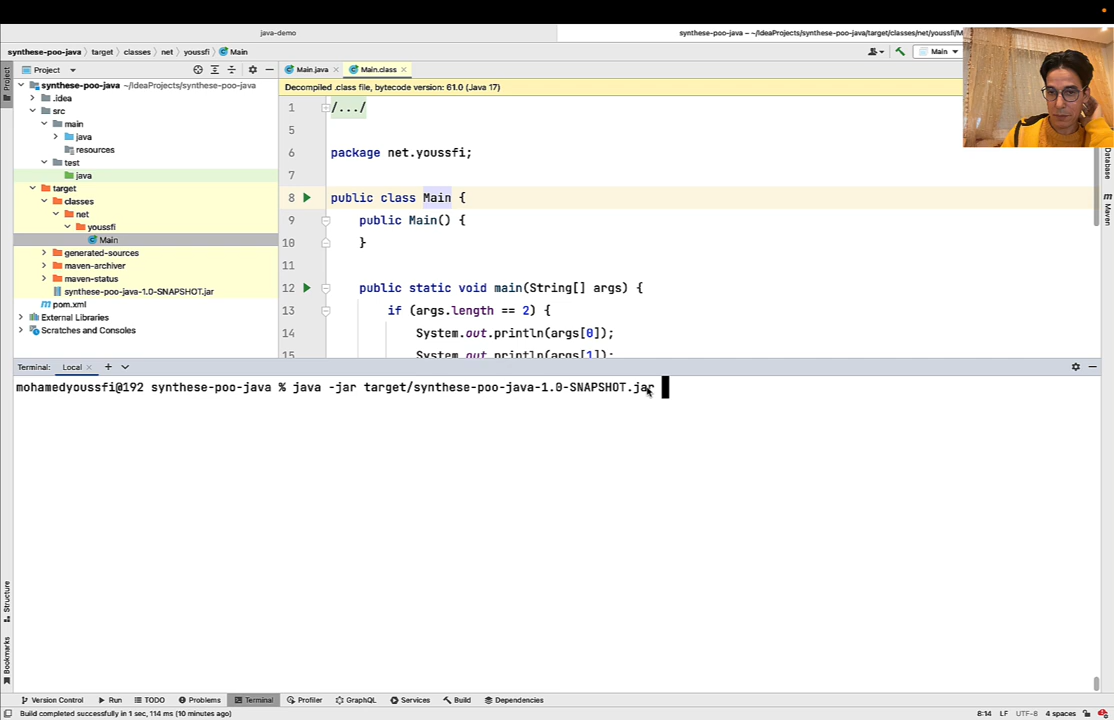 java-demo
synthese-poo-java – ~/IdeaProjects/synthese-poo-java/target/classes/net/youssfi/M
synthese-poo-java › target › classes › net › youssfi › Main
Main
Project
Main.java
Main.class
synthese-poo-java ~/IdeaProjects/synthese-poo-java
.idea
src
main
java
resources
test
java
target
classes
net
youssfi
Main
generated-sources
maven-archiver
maven-status
synthese-poo-java-1.0-SNAPSHOT.jar
pom.xml
External Libraries
Scratches and Consoles
Decompiled .class file, bytecode version: 61.0 (Java 17)
1 /.../
5
6 package net.youssfi;
7
8 public class Main {
9 public Main() {
10 }
11
12 public static void main(String[] args) {
13 if (args.length == 2) {
14 System.out.println(args[0]);
15 System.out.println(args[1]);
Project
Structure
Bookmarks
Database
m Maven
Terminal: Local
mohamedyoussfi@192 synthese-poo-java % java -jar target/synthese-poo-java-1.0-SNAPSHOT.jar
Version Control Run TODO Problems Terminal Profiler GraphQL Services Build Dependencies
Build completed successfully in 1 sec, 114 ms (10 minutes ago)
8:14 LF UTF-8 4 spaces